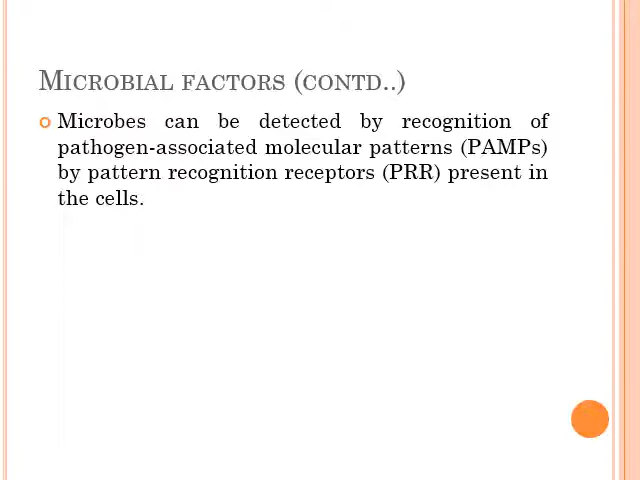 MICROBIAL FACTORS (CONTD..)
Microbes can be detected by recognition of
pathogen-associated molecular patterns (PAMPs)
by pattern recognition receptors (PRR) present in
the cells.